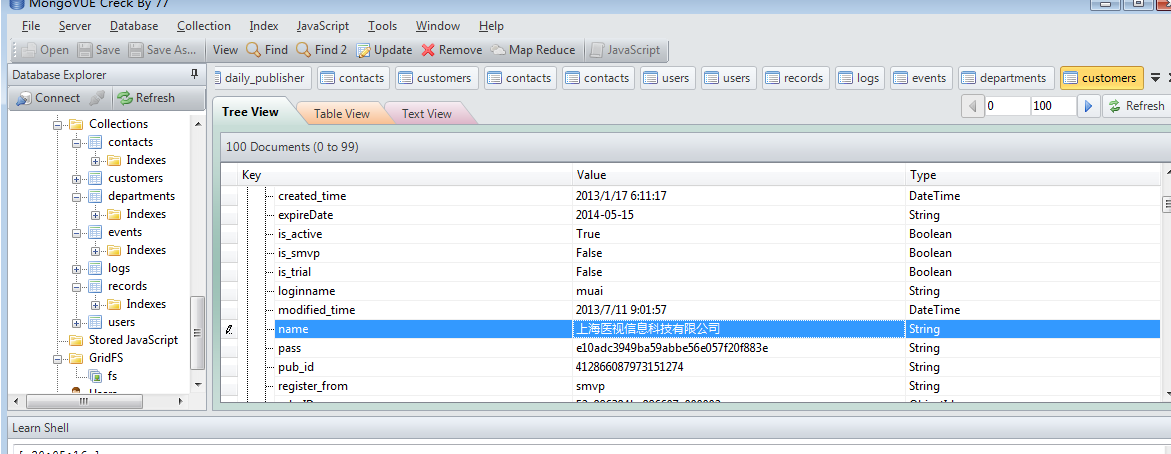 MongoVUE Creck By 77
File Server Database Collection Index JavaScript Tools Window Help
Open Save Save As... View Find Find 2 Update Remove Map Reduce JavaScript
Database Explorer
Connect Refresh
daily_publisher contacts customers contacts contacts users users records logs events departments customers
Tree View Table View Text View
0 100 Refresh
100 Documents (0 to 99)
Collections
contacts
Indexes
customers
departments
Indexes
events
Indexes
logs
records
Indexes
users
Stored JavaScript
GridFS
fs
Users
Key Value Type
created_time 2013/1/17 6:11:17 DateTime
expireDate 2014-05-15 String
is_active True Boolean
is_smvp False Boolean
is_trial False Boolean
loginname muai String
modified_time 2013/7/11 9:01:57 DateTime
name 上海医视信息科技有限公司 String
pass e10adc3949ba59abbe56e057f20f883e String
pub_id 412866087973151274 String
register_from smvp String
Learn Shell